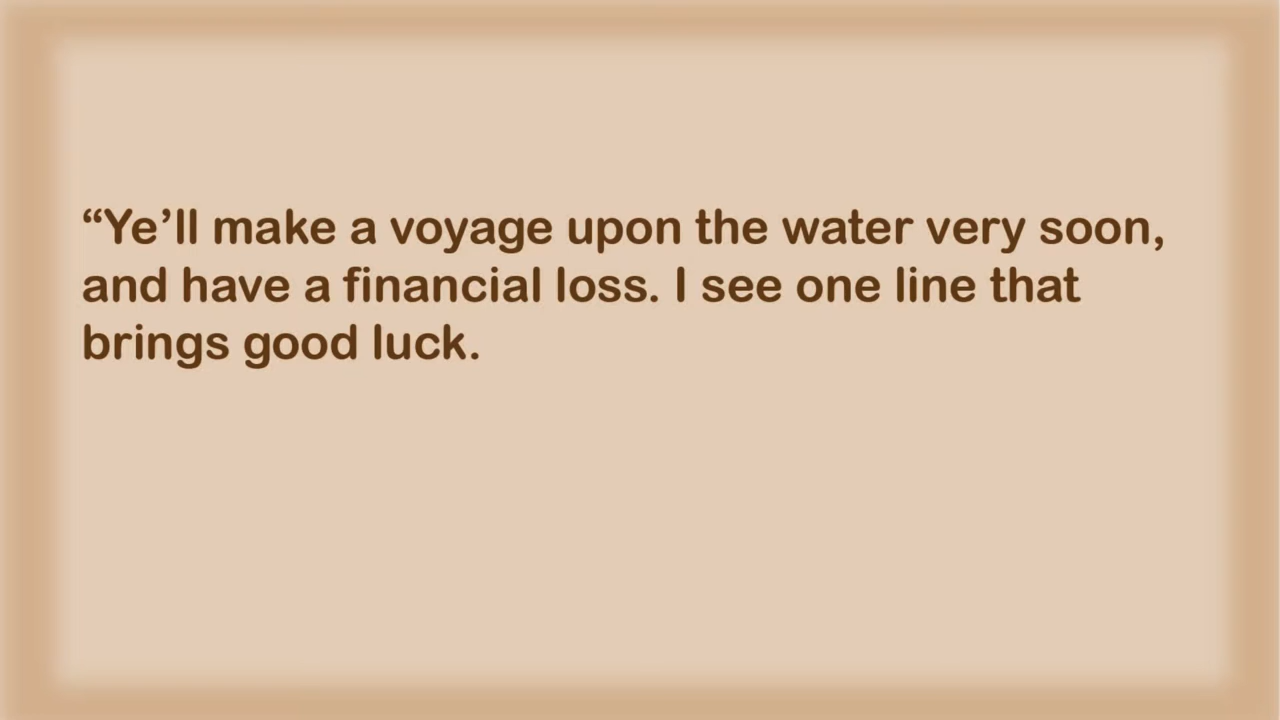 “Ye’ll make a voyage upon the water very soon,
and have a financial loss. I see one line that
brings good luck.